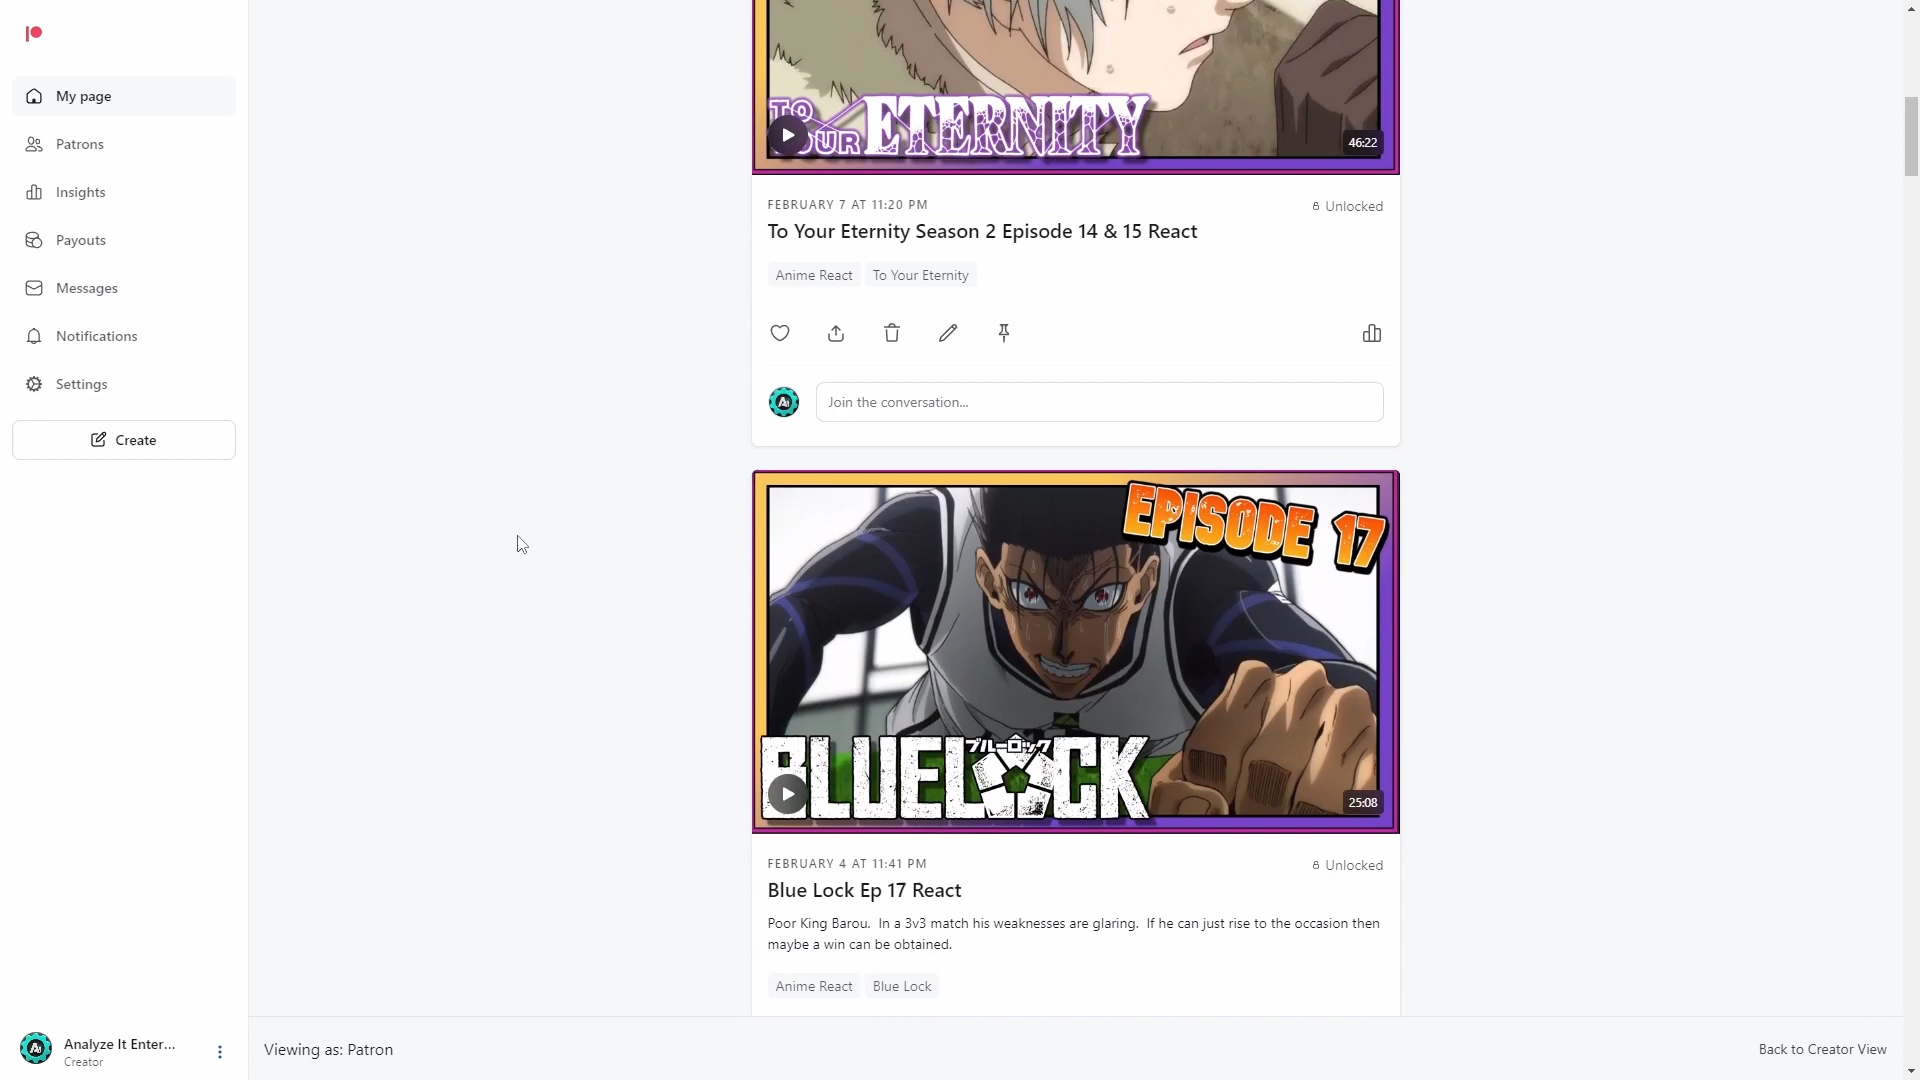 My page
Patrons
Insights
Payouts
Messages
Notifications
Settings
Create
Analyze It Enter...
Creator
TO YOUR ETERNITY
46:22
FEBRUARY 7 AT 11:20 PM
Unlocked
To Your Eternity Season 2 Episode 14 & 15 React
Anime React To Your Eternity
Join the conversation...
EPISODE 17
ブルーロック
BLUELOCK
25:08
FEBRUARY 4 AT 11:41 PM
Unlocked
Blue Lock Ep 17 React
Poor King Barou. In a 3v3 match his weaknesses are glaring. If he can just rise to the occasion then
maybe a win can be obtained.
Anime React Blue Lock
Viewing as: Patron
Back to Creator View